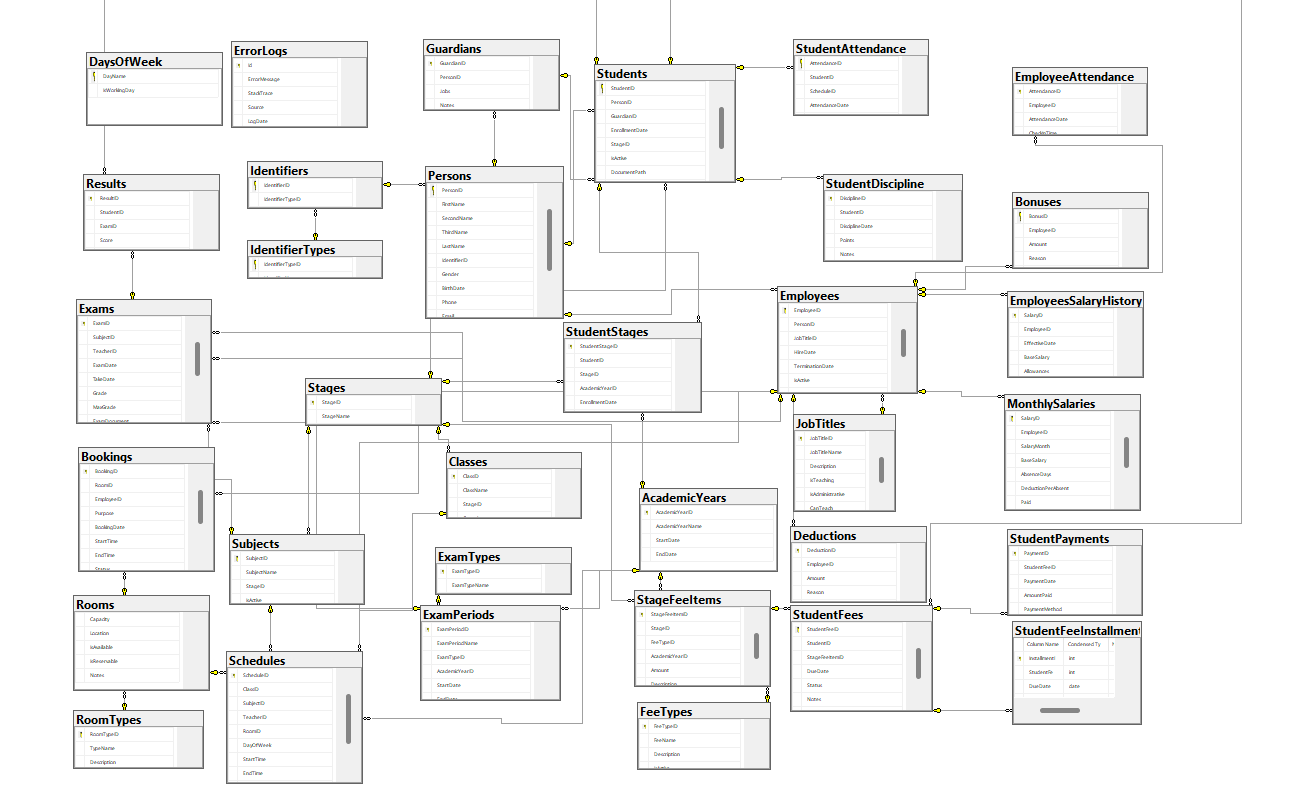 DaysOfWeek
DayName
IsWorkingDay
ErrorLogs
Id
ErrorMessage
StackTrace
Source
LogDate
Guardians
GuardianID
PersonID
Jobs
Notes
Students
StudentID
PersonID
GuardianID
EnrollmentDate
StageID
IsActive
DocumentPath
StudentAttendance
AttendanceID
StudentID
ScheduleID
AttendanceDate
EmployeeAttendance
AttendanceID
EmployeeID
AttendanceDate
CheckInTime
Results
ResultID
StudentID
ExamID
Score
Identifiers
IdentifierID
IdentifierTypeID
IdentifierTypes
IdentifierTypeID
Persons
PersonID
FirstName
SecondName
ThirdName
LastName
IdentifierID
Gender
BirthDate
Phone
Email
StudentDiscipline
DisciplineID
StudentID
DisciplineDate
Points
Notes
Bonuses
BonusID
EmployeeID
Amount
Reason
Exams
ExamID
SubjectID
TeacherID
ExamDate
TakeDate
Grade
MaxGrade
ExamDocument
StudentStages
StudentStageID
StudentID
StageID
AcademicYearID
EnrollmentDate
Employees
EmployeeID
PersonID
JobTitleID
HireDate
TerminationDate
IsActive
EmployeesSalaryHistory
SalaryID
EmployeeID
EffectiveDate
BaseSalary
Allowances
Stages
StageID
StageName
MonthlySalaries
SalaryID
EmployeeID
SalaryMonth
BaseSalary
AbsenceDays
DeductionPerAbsent
Paid
JobTitles
JobTitleID
JobTitleName
Description
IsTeaching
IsAdministrative
CanTeach
Bookings
BookingID
RoomID
EmployeeID
Purpose
BookingDate
StartTime
EndTime
Status
Classes
ClassID
ClassName
StageID
AcademicYears
AcademicYearID
AcademicYearName
StartDate
EndDate
Subjects
SubjectID
SubjectName
StageID
IsActive
ExamTypes
ExamTypeID
ExamTypeName
Deductions
DeductionID
EmployeeID
Amount
Reason
StudentPayments
PaymentID
StudentFeeID
PaymentDate
AmountPaid
PaymentMethod
Rooms
Capacity
Location
IsAvailable
IsReservable
Notes
ExamPeriods
ExamPeriodID
ExamPeriodName
ExamTypeID
AcademicYearID
StartDate
EndDate
StageFeeItems
StageFeeItemID
StageID
FeeTypeID
AcademicYearID
Amount
Description
StudentFees
StudentFeeID
StudentID
StageFeeItemID
DueDate
Status
Notes
StudentFeeInstallment
Column Name Condensed Ty
InstallmentI int
StudentFe int
DueDate date
Schedules
ScheduleID
ClassID
SubjectID
TeacherID
RoomID
DayOfWeek
StartTime
EndTime
RoomTypes
RoomTypeID
TypeName
Description
FeeTypes
FeeTypeID
FeeName
Description